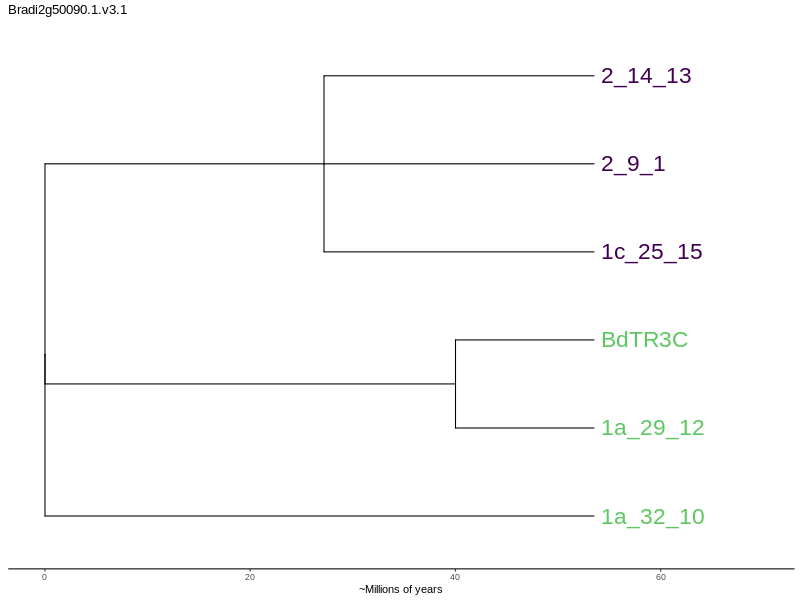 Bradi2g50090.1.v3.1
2_14_13
2_9_1
1c_25_15
BdTR3C
1a_29_12
1a_32_10
0 20 40 60
~Millions of years